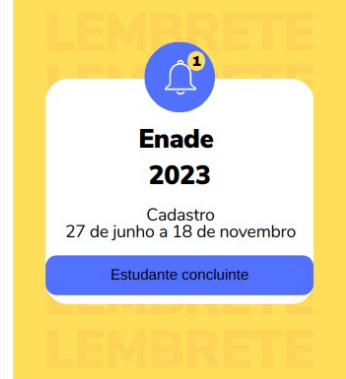 LEMBRETE
LEMBRETE
1
Enade
2023
Cadastro
27 de junho a 18 de novembro
Estudante concluinte
LEMBRETE
LEMBRETE